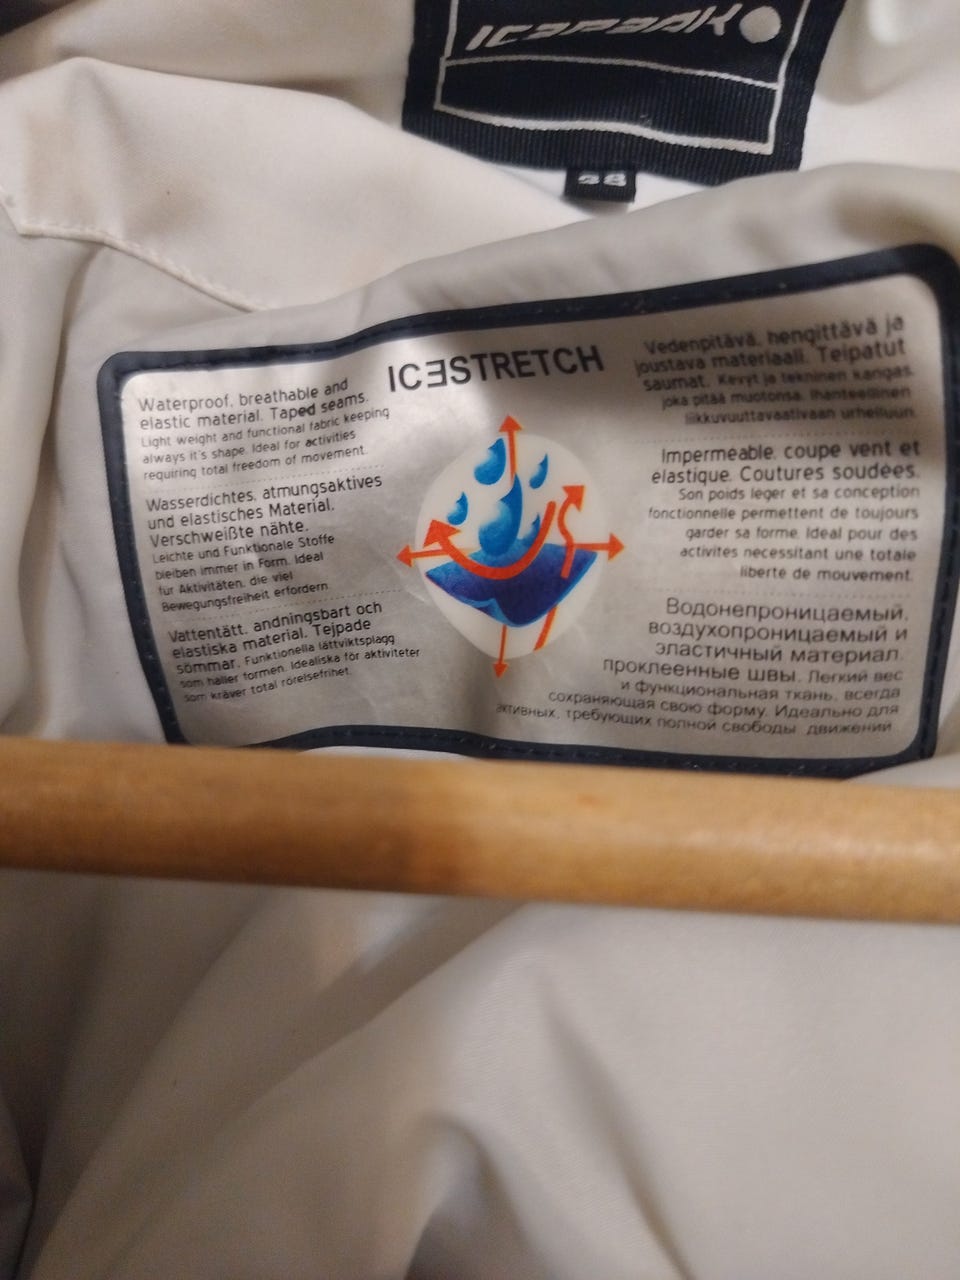 ICEPEAK
38
ICESTRETCH
Waterproof, breathable and
elastic material. Taped seams.
Light weight and functional fabric keeping
always it's shape. Ideal for activities
requiring total freedom of movement.
Wasserdichtes, atmungsaktives
und elastisches Material.
Verschweißte nähte.
Leichte und Funktionale Stoffe
bleiben immer in Form. Ideal
für Aktivitäten, die viel
Bewegungsfreiheit erfordern
Vattentätt, andningsbart och
elastiska material. Tejpade
sömmar. Funktionella lättviktsplagg
som håller formen. Idealiska för aktiviteter
som kräver total rörelsefrihet.
Vedenpitävä, hengittävä ja
joustava materiaali. Teipatut
saumat. Kevyt ja tekninen kangas,
joka pitää muotonsa. Ihanteellinen
liikkuvuuttavaativaan urheiluun.
Impermeable, coupe vent et
élastique. Coutures soudées.
Son poids leger et sa conception
fonctionnelle permettent de toujours
garder sa forme. Ideal pour des
activites necessitant une totale
liberte de mouvement.
Водонепроницаемый,
воздухопроницаемый и
эластичный материал.
проклеенные швы. Легкий вес
и функциональная ткань, всегда
сохраняющая свою форму. Идеально для
активных, требующих полной свободы движений